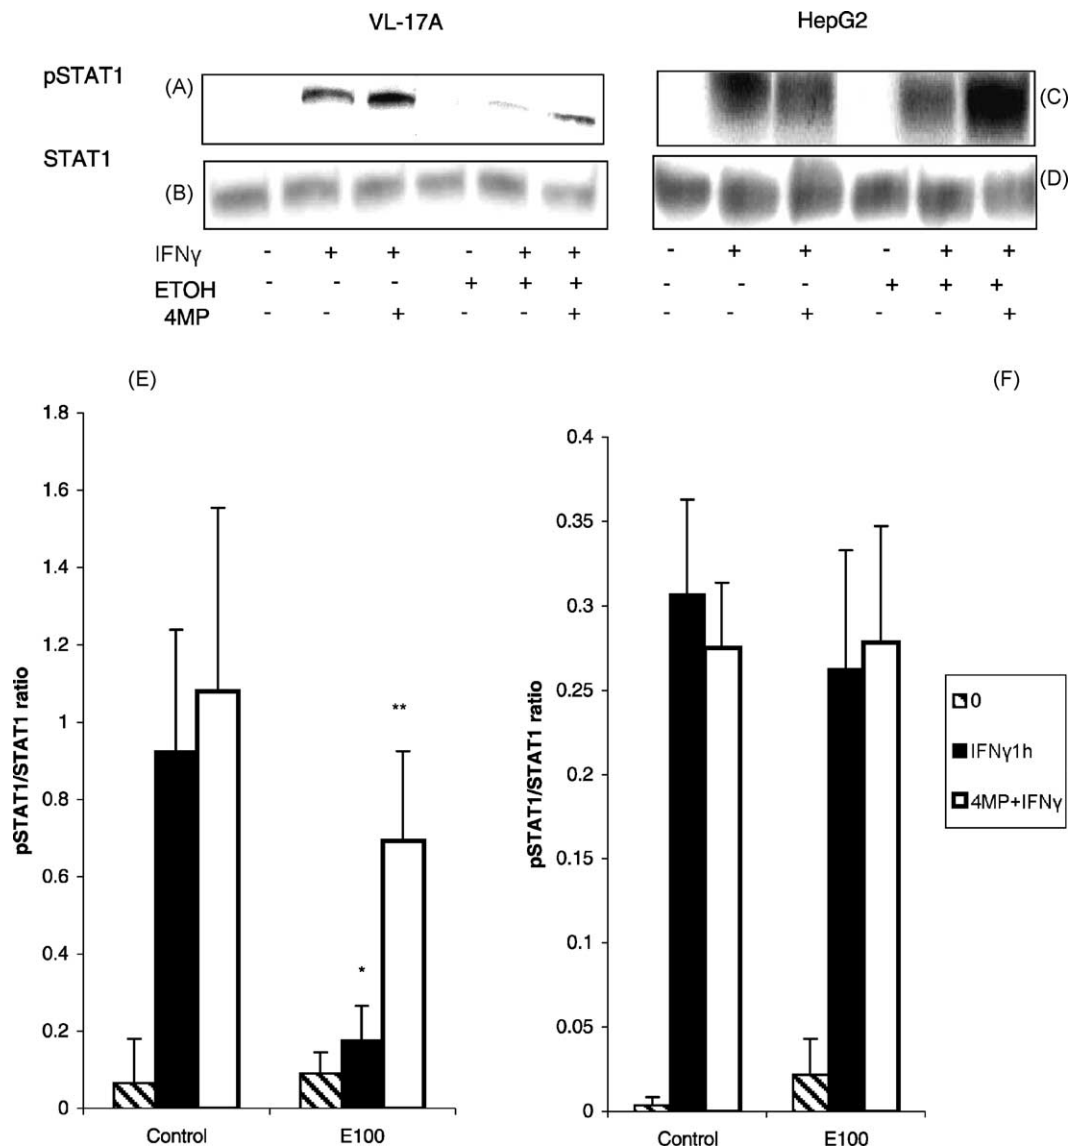 VL-17A HepG2
pSTAT1 (A) (C)
STAT1 (B) (D)
IFNγ - + + - + + - + + - + +
ETOH - - - + + + - - - + + +
4MP - - + - - + - - + - - +
(E) (F)
1.8
1.6
1.4
1.2
1
0.8
0.6
0.4
0.2
0
pSTAT1/STAT1 ratio
* **
Control E100
0.4
0.35
0.3
0.25
0.2
0.15
0.1
0.05
0
pSTAT1/STAT1 ratio
Control E100
0
IFNγ1h
4MP+IFNγ